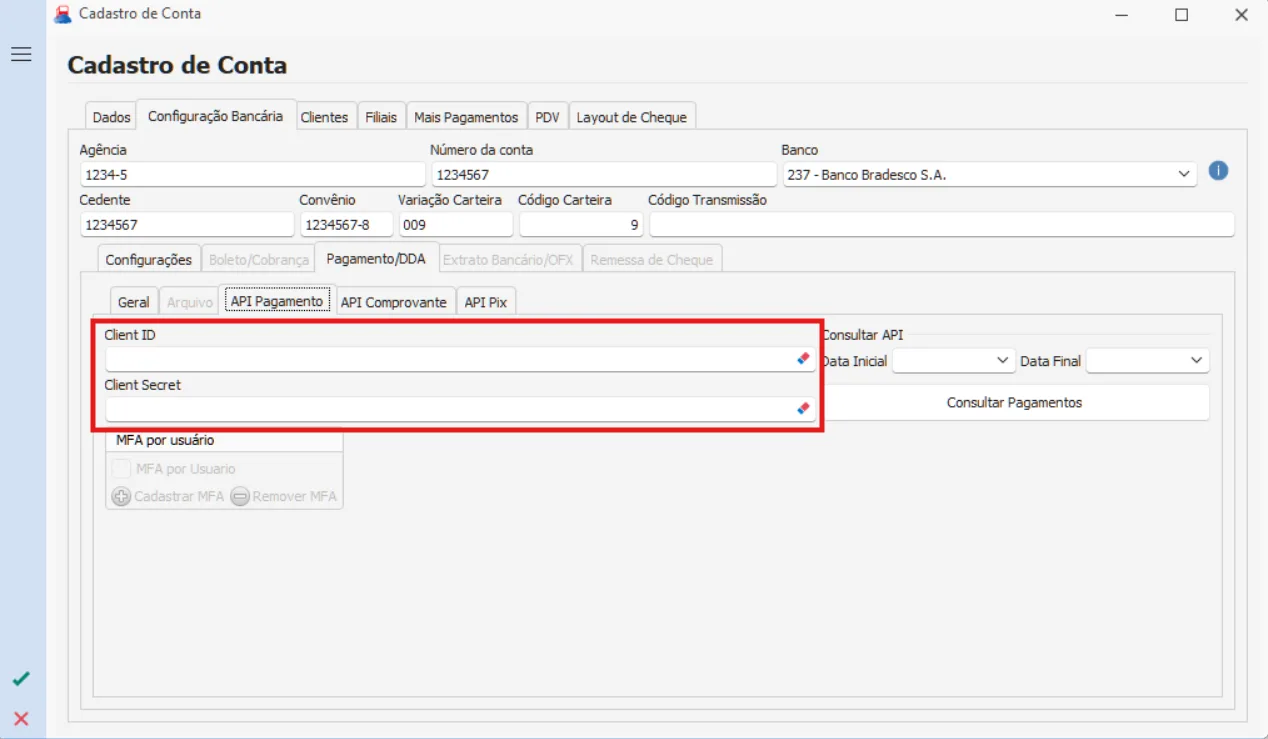 Cadastro de Conta
Cadastro de Conta
Dados Configuração Bancária Clientes Filiais Mais Pagamentos PDV Layout de Cheque
Agência Número da conta Banco
1234-5 1234567 237 - Banco Bradesco S.A.
Cedente Convênio Variação Carteira Código Carteira Código Transmissão
1234567 1234567-8 009 9
Configurações Boleto/Cobrança Pagamento/DDA Extrato Bancário/OFX Remessa de Cheque
Geral Arquivo API Pagamento API Comprovante API Pix
Client ID Consultar API
Data Inicial Data Final
Client Secret
Consultar Pagamentos
MFA por usuário
MFA por Usuario
Cadastrar MFA Remover MFA